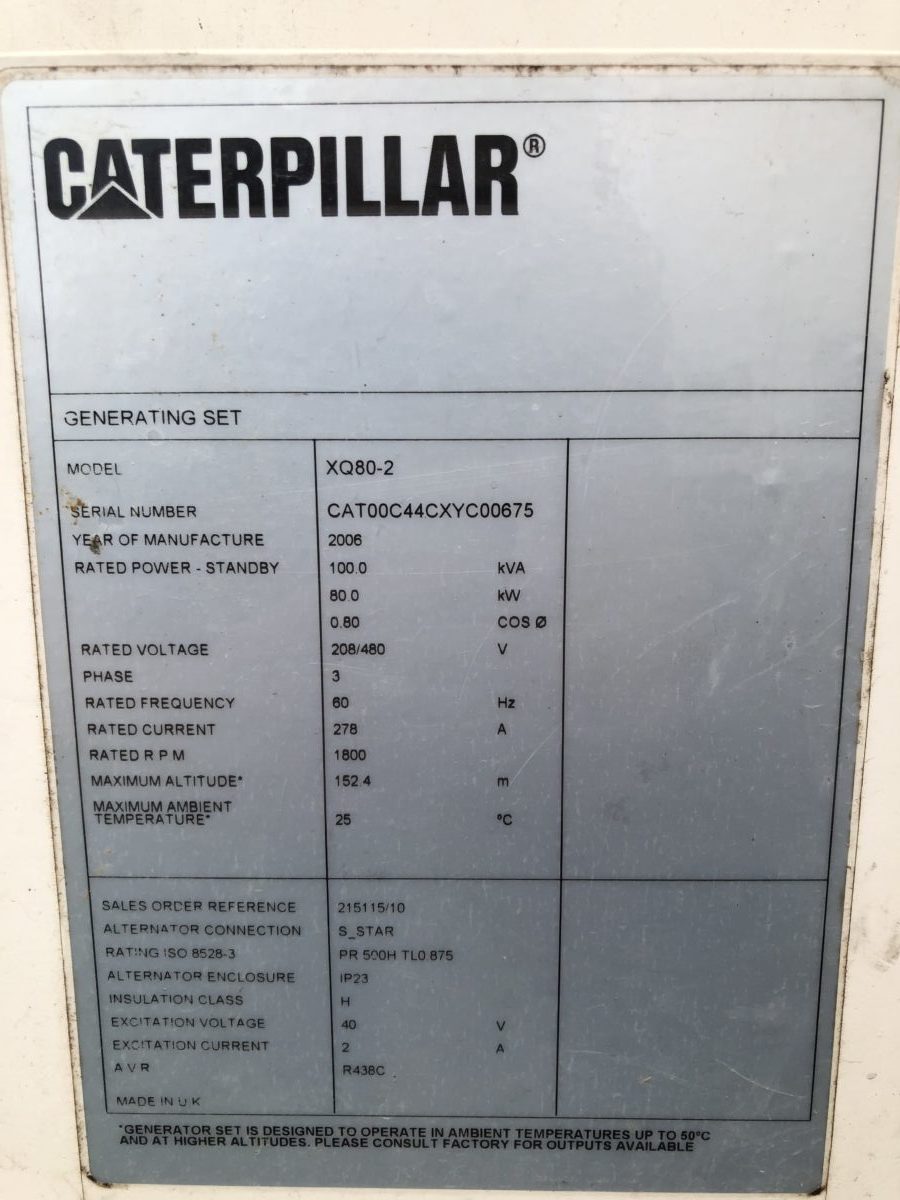 CATERPILLAR®
GENERATING SET
MODEL XQ80-2
SERIAL NUMBER CAT00C44CXYC00675
YEAR OF MANUFACTURE 2006
RATED POWER - STANDBY 100.0 kVA
80.0 kW
0.80 COS Ø
RATED VOLTAGE 208/480 V
PHASE 3
RATED FREQUENCY 60 Hz
RATED CURRENT 278 A
RATED R P M 1800
MAXIMUM ALTITUDE* 152.4 m
MAXIMUM AMBIENT
TEMPERATURE* 25 °C
SALES ORDER REFERENCE 215115/10
ALTERNATOR CONNECTION S_STAR
RATING ISO 8528-3 PR 500H TL0.875
ALTERNATOR ENCLOSURE IP23
INSULATION CLASS H
EXCITATION VOLTAGE 40 V
EXCITATION CURRENT 2 A
A V R R438C
MADE IN U K
*GENERATOR SET IS DESIGNED TO OPERATE IN AMBIENT TEMPERATURES UP TO 50°C
AND AT HIGHER ALTITUDES. PLEASE CONSULT FACTORY FOR OUTPUTS AVAILABLE